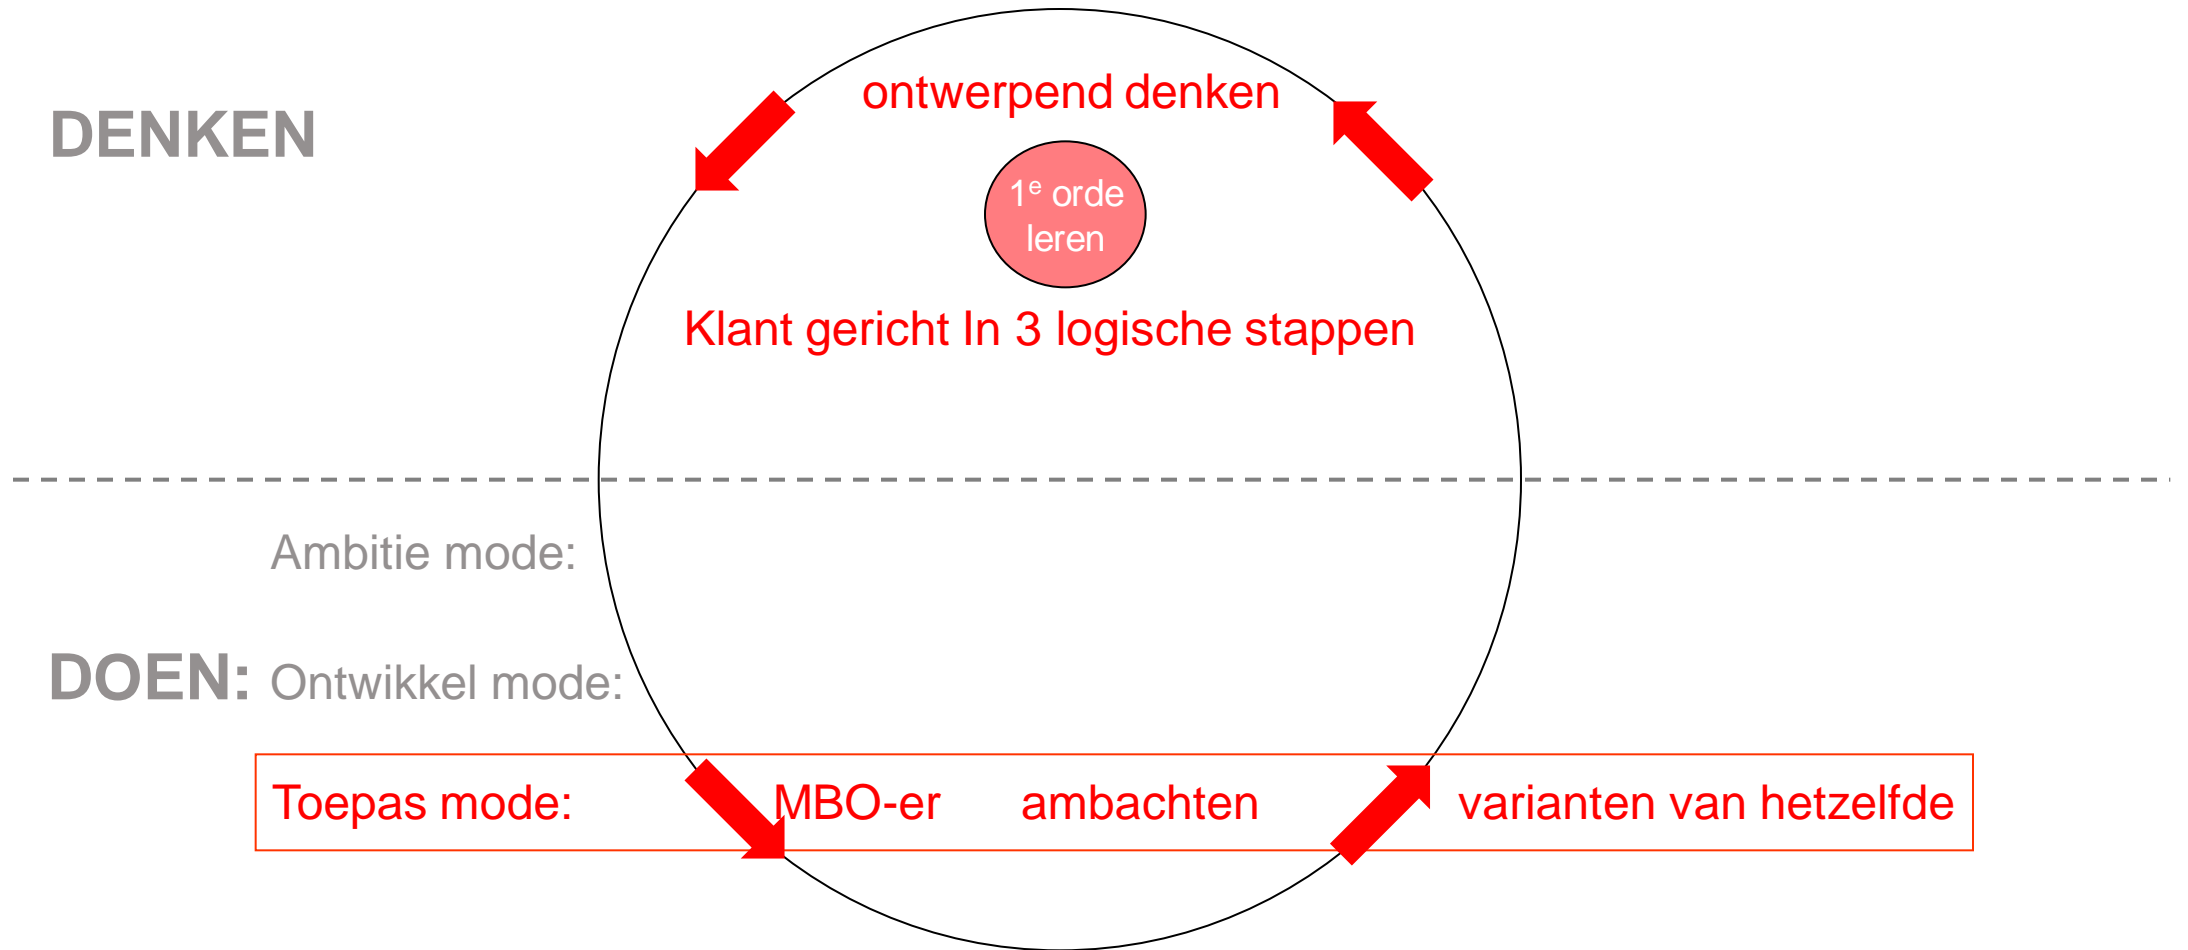 ontwerpend denken
DENKEN
1e orde
leren
Klant gericht In 3 logische stappen
Ambitie mode:
DOEN: Ontwikkel mode:
Toepas mode: MBO-er ambachten varianten van hetzelfde